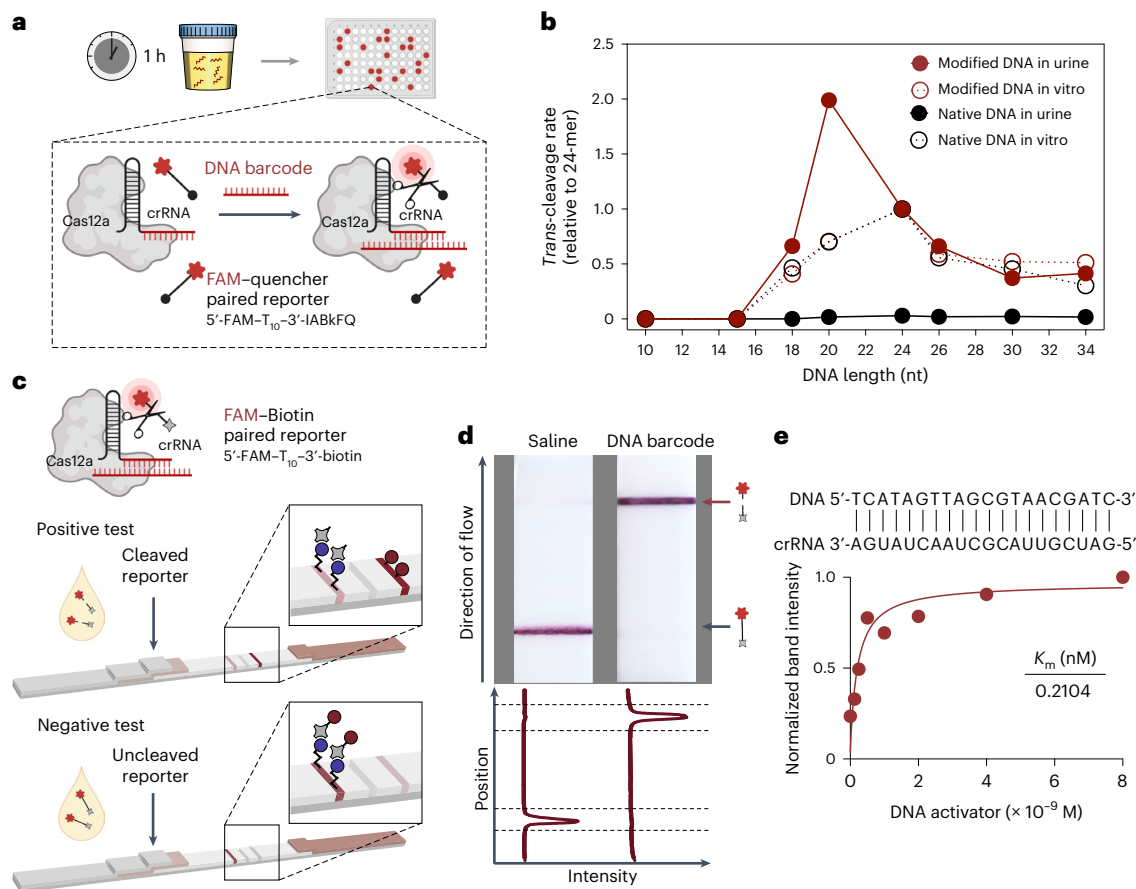 a
1 h
DNA barcode
Cas12a
crRNA
crRNA
Cas12a
FAM–quencher
paired reporter
5′-FAM–T10–3′-IABkFQ
b
Trans-cleavage rate
(relative to 24-mer)
2.5
2.0
1.5
1.0
0.5
0
Modified DNA in urine
Modified DNA in vitro
Native DNA in urine
Native DNA in vitro
10 12 14 16 18 20 22 24 26 28 30 32 34
DNA length (nt)
c
crRNA
Cas12a
FAM–Biotin
paired reporter
5′-FAM–T10–3′-biotin
Positive test
Cleaved
reporter
Negative test
Uncleaved
reporter
d
Saline DNA barcode
Direction of flow
Position
Intensity
e
DNA 5′-TCATAGTTAGCGTAACGATC-3′
crRNA 3′-AGUAUCAAUCGCAUUGCUAG-5′
Normalized band intensity
1.0
0.5
0
Km (nM)
0.2104
0 2 4 6 8
DNA activator (× 10−9 M)